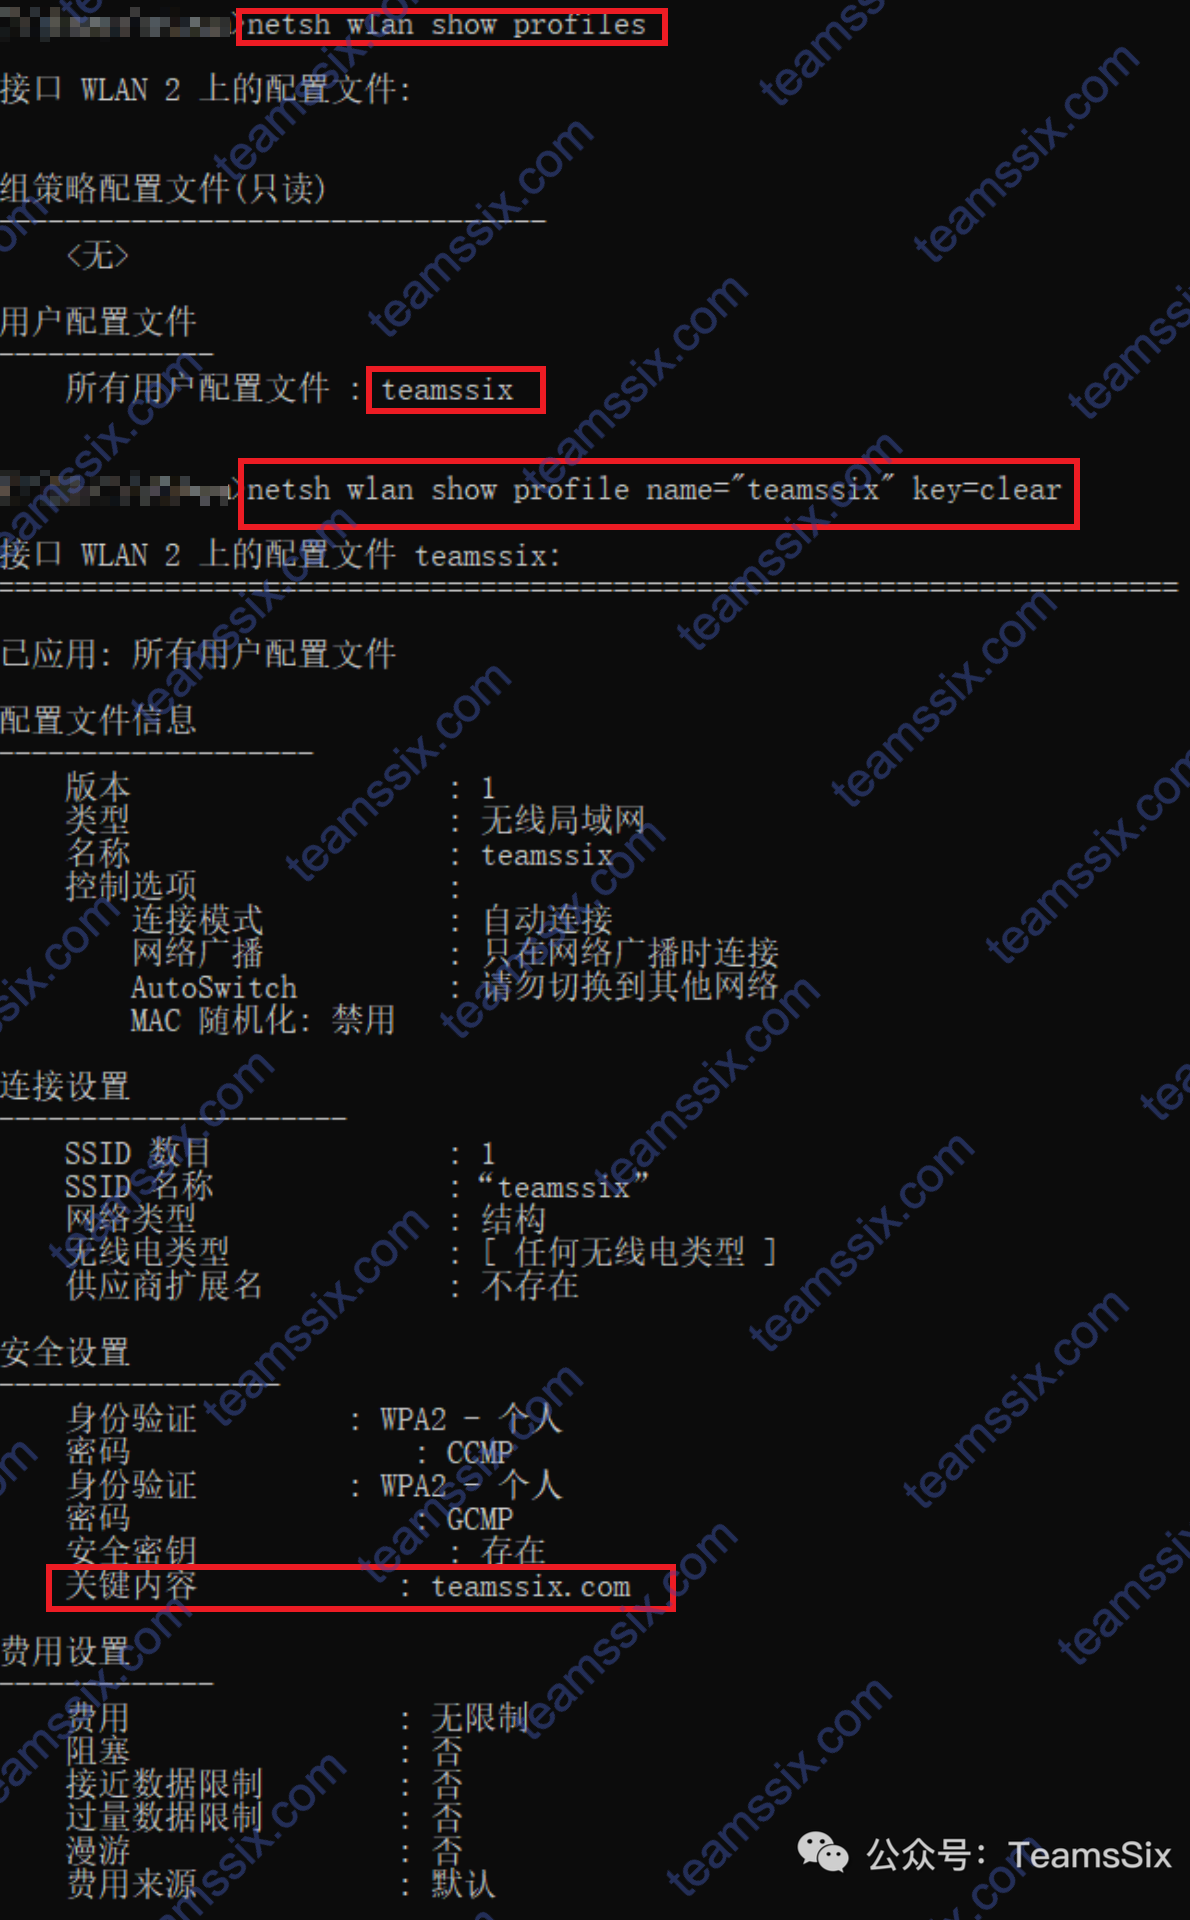 >netsh wlan show profiles
接口 WLAN 2 上的配置文件:
组策略配置文件(只读)
---------------------------------
<无>
用户配置文件
-------------
所有用户配置文件 : teamssix
>netsh wlan show profile name="teamssix" key=clear
接口 WLAN 2 上的配置文件 teamssix:
=======================================================================
已应用: 所有用户配置文件
配置文件信息
-------------------
版本 : 1
类型 : 无线局域网
名称 : teamssix
控制选项 :
连接模式 : 自动连接
网络广播 : 只在网络广播时连接
AutoSwitch : 请勿切换到其他网络
MAC 随机化: 禁用
连接设置
---------------------
SSID 数目 : 1
SSID 名称 :“teamssix”
网络类型 : 结构
无线电类型 : [ 任何无线电类型 ]
供应商扩展名 : 不存在
安全设置
-----------------
身份验证 : WPA2 - 个人
密码 : CCMP
身份验证 : WPA2 - 个人
密码 : GCMP
安全密钥 : 存在
关键内容 : teamssix.com
费用设置
-------------
费用 : 无限制
阻塞 : 否
接近数据限制 : 否
过量数据限制 : 否
漫游 : 否
费用来源 : 默认
公众号: TeamsSix
teamssix.com